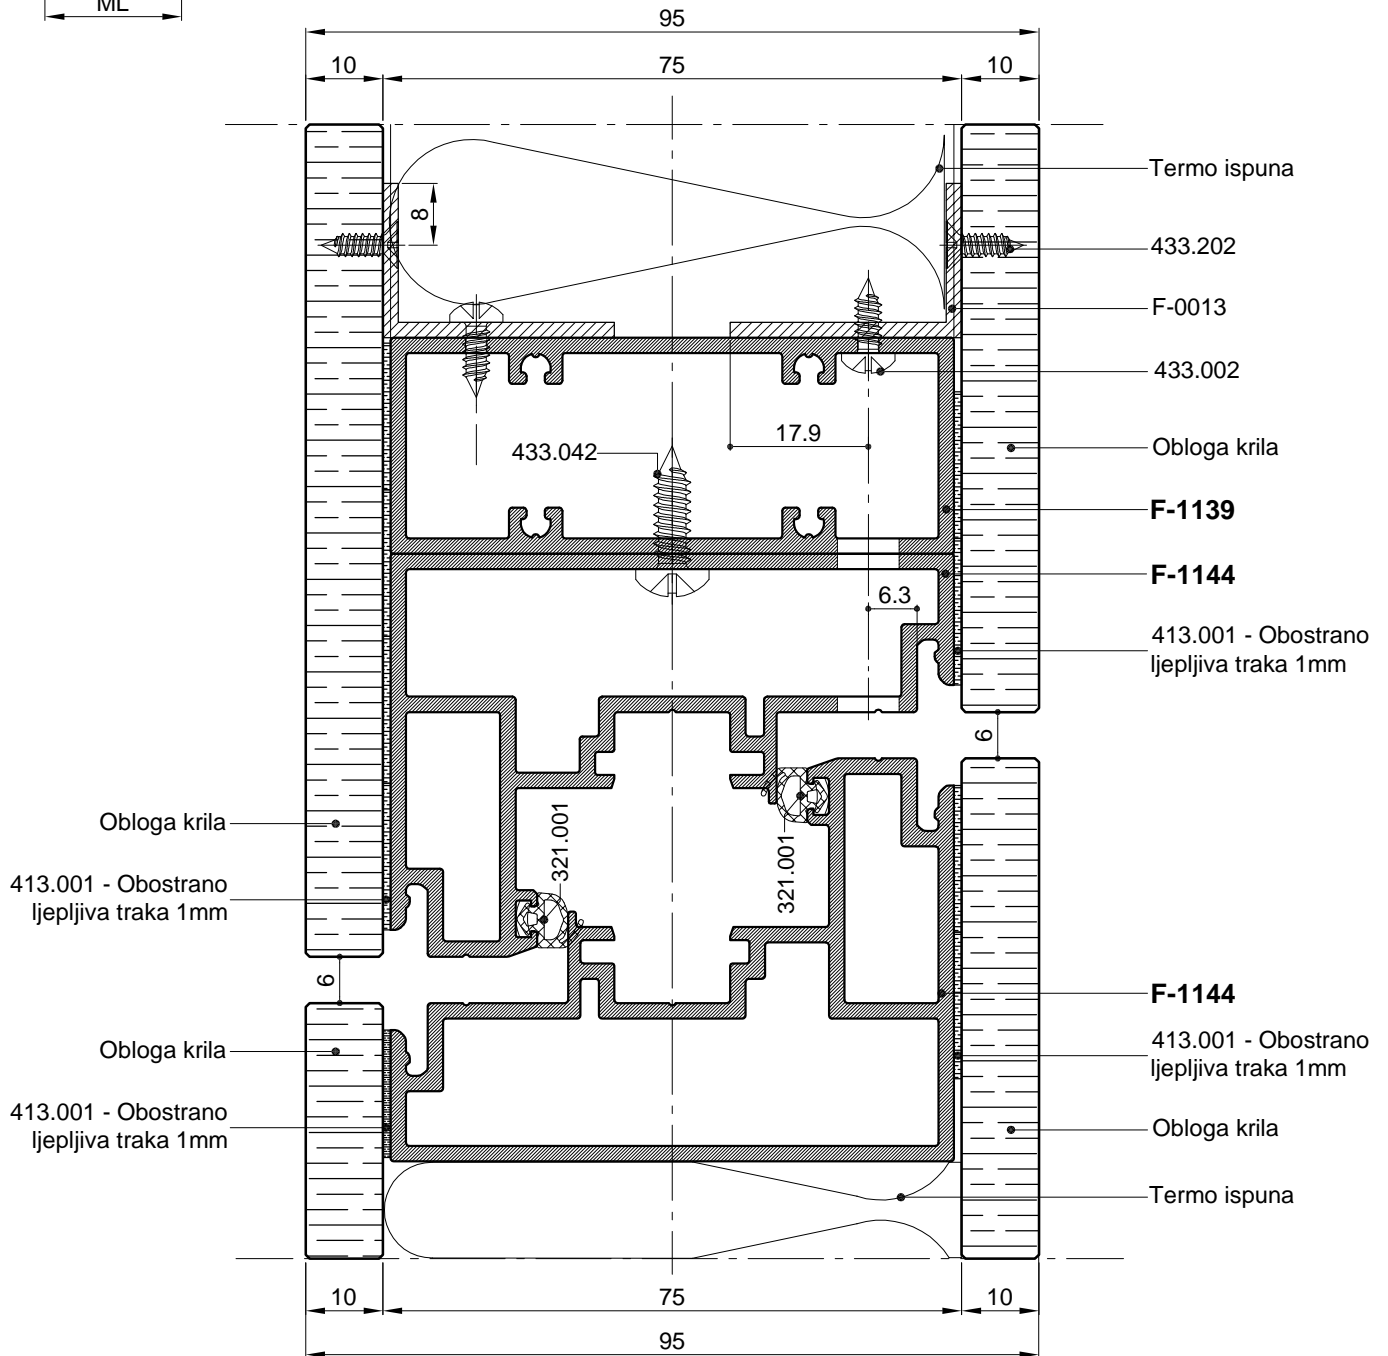 ML
95
10
75
10
Termo ispuna
8
433.202
F-0013
433.002
17.9
433.042
Obloga krila
F-1139
F-1144
6.3
413.001 - Obostrano
ljepljiva traka 1mm
6
Obloga krila
321.001
321.001
413.001 - Obostrano
ljepljiva traka 1mm
6
F-1144
Obloga krila
413.001 - Obostrano
ljepljiva traka 1mm
413.001 - Obostrano
ljepljiva traka 1mm
Obloga krila
Termo ispuna
10
75
10
95